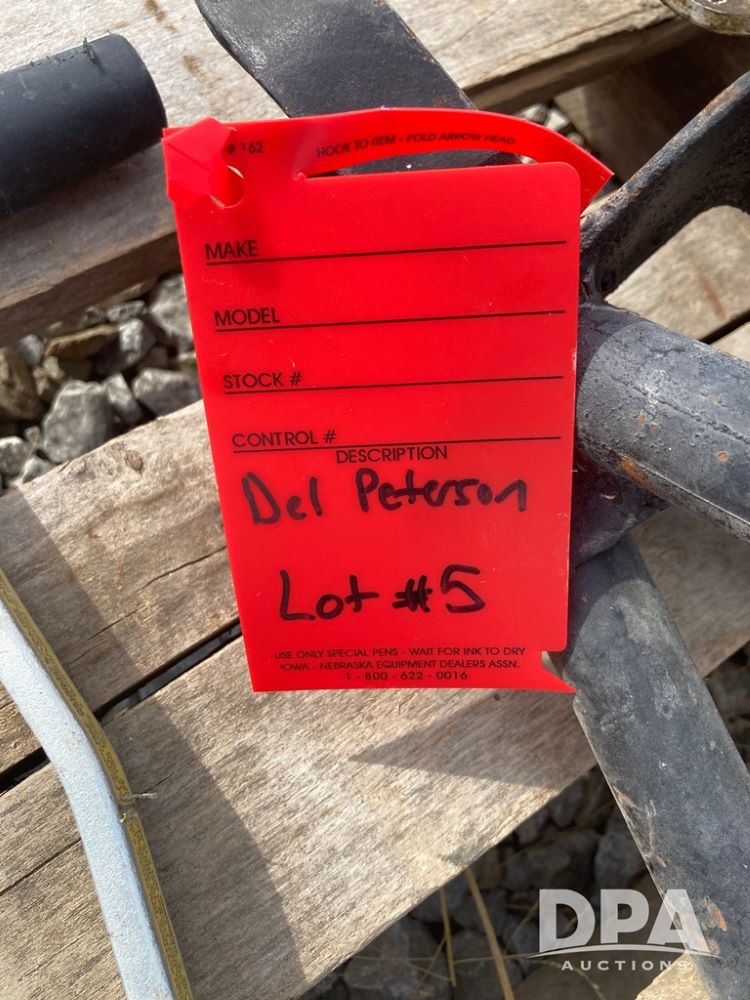 # 162
HOOK TO ITEM - FOLD ARROW HEAD
MAKE
MODEL
STOCK #
CONTROL #
DESCRIPTION
Del Peterson
Lot #5
USE ONLY SPECIAL PENS - WAIT FOR INK TO DRY
IOWA - NEBRASKA EQUIPMENT DEALERS ASSN.
1 - 800 - 622 - 0016
DPA
AUCTIONS